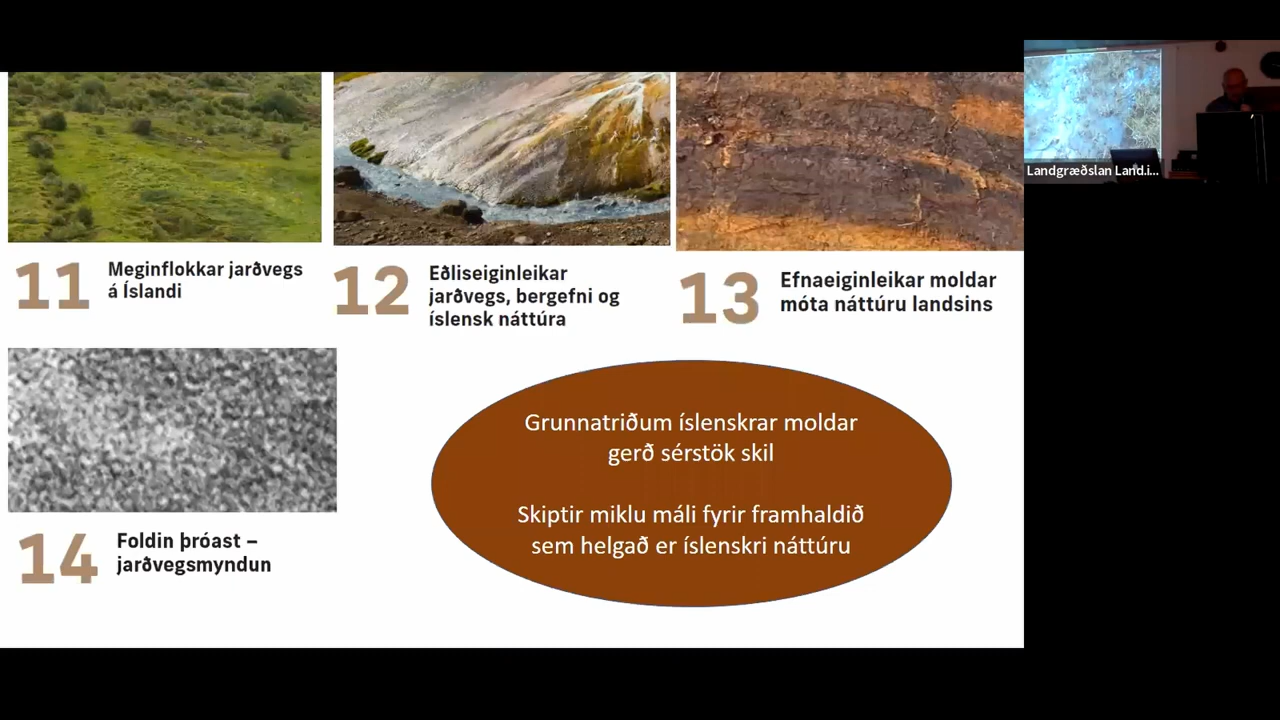 Landgræðslan Land.i...
11
Meginflokkar jarðvegs
á Íslandi
12
Eðliseiginleikar
jarðvegs, bergefni og
íslensk náttúra
13
Efnaeiginleikar moldar
móta náttúru landsins
14
Foldin þróast –
jarðvegsmyndun
Grunnatriðum íslenskrar moldar
gerð sérstök skil
Skiptir miklu máli fyrir framhaldið
sem helgað er íslenskri náttúru